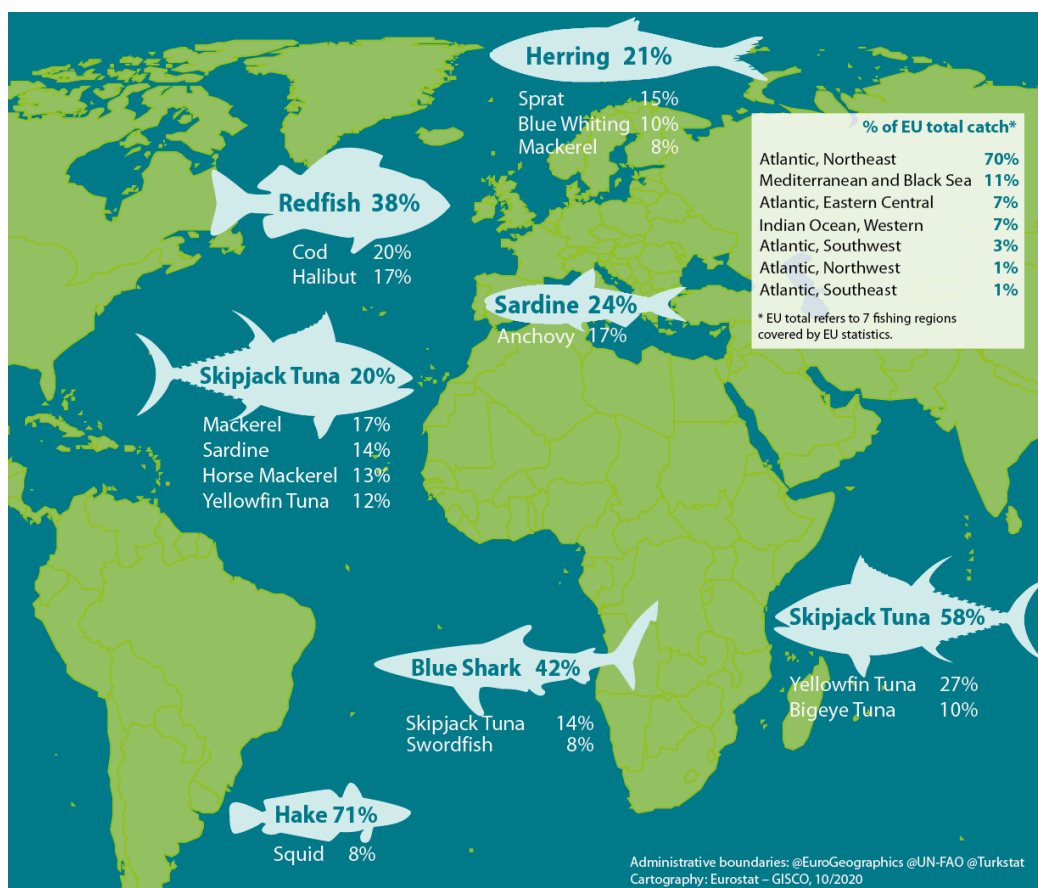 Herring 21%
Sprat 15%
Blue Whiting 10%
Mackerel 8%
% of EU total catch*
Atlantic, Northeast 70%
Mediterranean and Black Sea 11%
Atlantic, Eastern Central 7%
Indian Ocean, Western 7%
Atlantic, Southwest 3%
Atlantic, Northwest 1%
Atlantic, Southeast 1%
* EU total refers to 7 fishing regions
covered by EU statistics.
Redfish 38%
Cod 20%
Halibut 17%
Sardine 24%
Anchovy 17%
Skipjack Tuna 20%
Mackerel 17%
Sardine 14%
Horse Mackerel 13%
Yellowfin Tuna 12%
Skipjack Tuna 58%
Yellowfin Tuna 27%
Bigeye Tuna 10%
Blue Shark 42%
Skipjack Tuna 14%
Swordfish 8%
Hake 71%
Squid 8%
Administrative boundaries: @EuroGeographics @UN-FAO @Turkstat
Cartography: Eurostat – GISCO, 10/2020